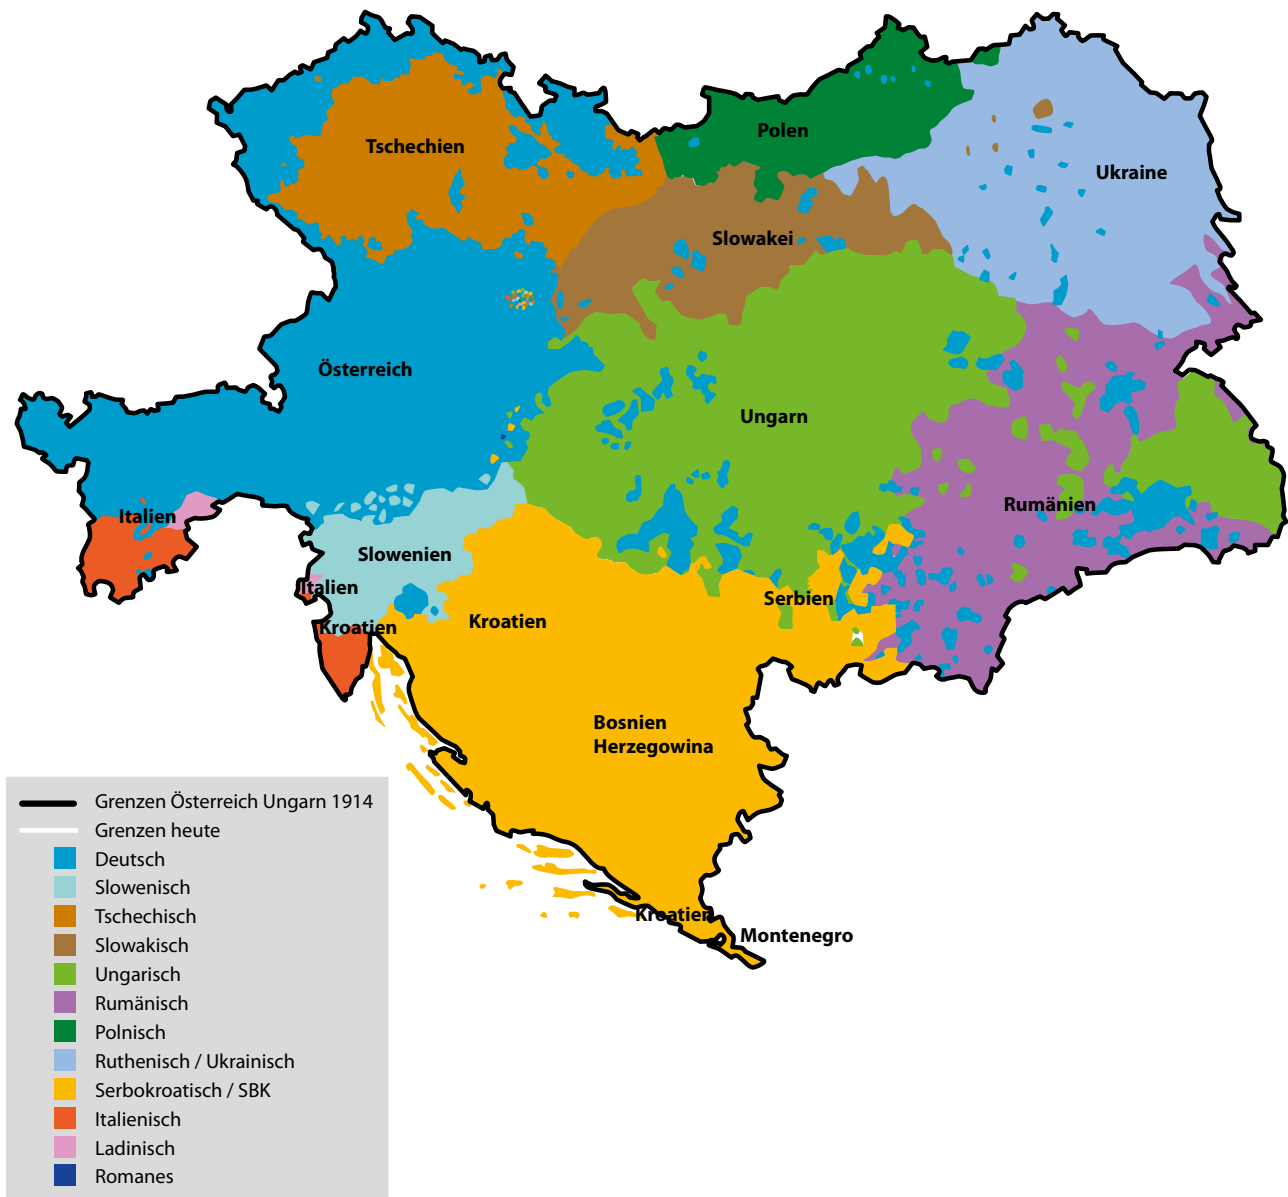 Tschechien
Polen
Ukraine
Slowakei
Österreich
Ungarn
Italien
Rumänien
Slowenien
Italien
Serbien
Kroatien
Kroatien
Bosnien
Herzegowina
Kroatien
Montenegro
Grenzen Österreich Ungarn 1914
Grenzen heute
Deutsch
Slowenisch
Tschechisch
Slowakisch
Ungarisch
Rumänisch
Polnisch
Ruthenisch / Ukrainisch
Serbokroatisch / SBK
Italienisch
Ladinisch
Romanes